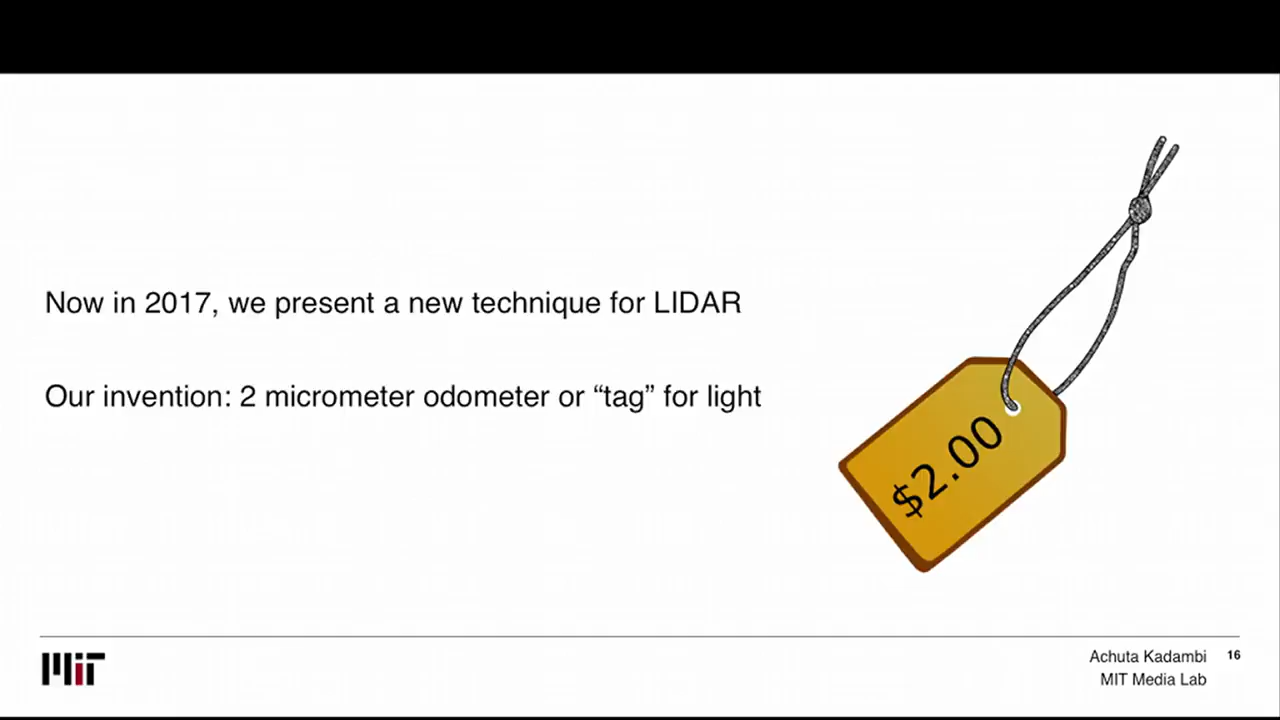 Now in 2017, we present a new technique for LIDAR
Our invention: 2 micrometer odometer or “tag” for light
$2.00
MIT
Achuta Kadambi 16
MIT Media Lab